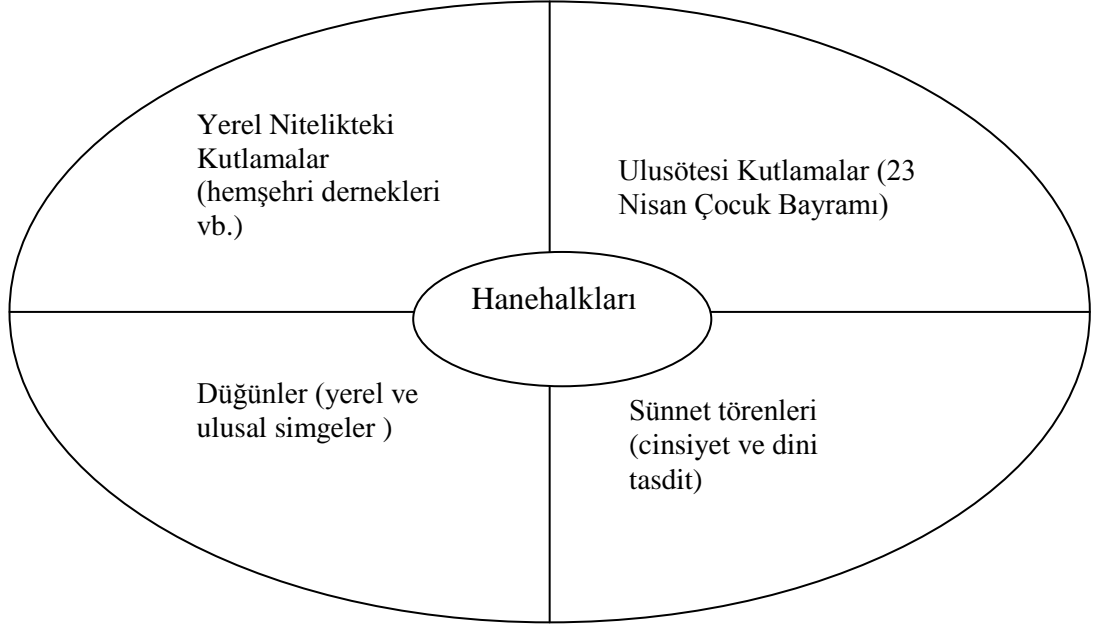 Yerel Nitelikteki
Kutlamalar
(hemşehri dernekleri
vb.)
Ulusötesi Kutlamalar (23
Nisan Çocuk Bayramı)
Hanehalkları
Düğünler (yerel ve
ulusal simgeler )
Sünnet törenleri
(cinsiyet ve dini
tasdit)